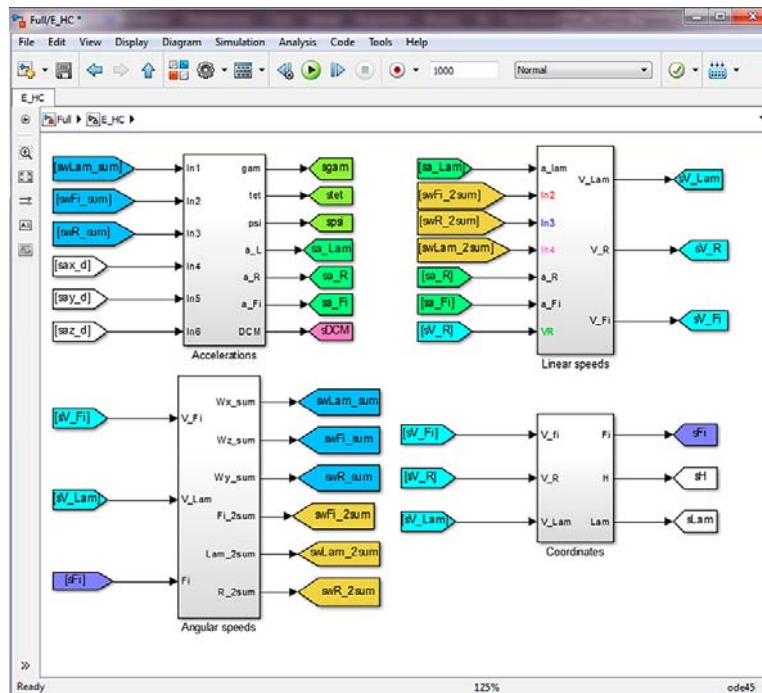 Full/E_HC *
File Edit View Display Diagram Simulation Analysis Code Tools Help
1000 Normal
E_HC
Full E_HC
[swLam_sum]
[swFi_sum]
[swR_sum]
[sax_d]
[say_d]
[saz_d]
In1 gam
In2 tet
In3 psi
a_L
In4 a_R
In5 a_Fi
In6 DCM
Accelerations
sgam
stet
spsi
sa_Lam
sa_R
sa_Fi
sDCM
[sa_Lam]
[swFi_2sum]
[swR_2sum]
[swLam_2sum]
[sa_R]
[sa_Fi]
[sV_R]
a_lam
In2
In3
In4
a_R
a_Fi
VR
V_Lam
V_R
V_Fi
Linear speeds
sV_Lam
sV_R
sV_Fi
[sV_Fi]
[sV_Lam]
[sFi]
V_Fi
V_Lam
Fi
Wx_sum
Wz_sum
Wy_sum
Fi_2sum
Lam_2sum
R_2sum
Angular speeds
swLam_sum
swFi_sum
swR_sum
swFi_2sum
swLam_2sum
swR_2sum
[sV_Fi]
[sV_R]
[sV_Lam]
V_fi Fi
V_R H
V_Lam Lam
Coordinates
sFi
sH
sLam
Ready 125% ode45